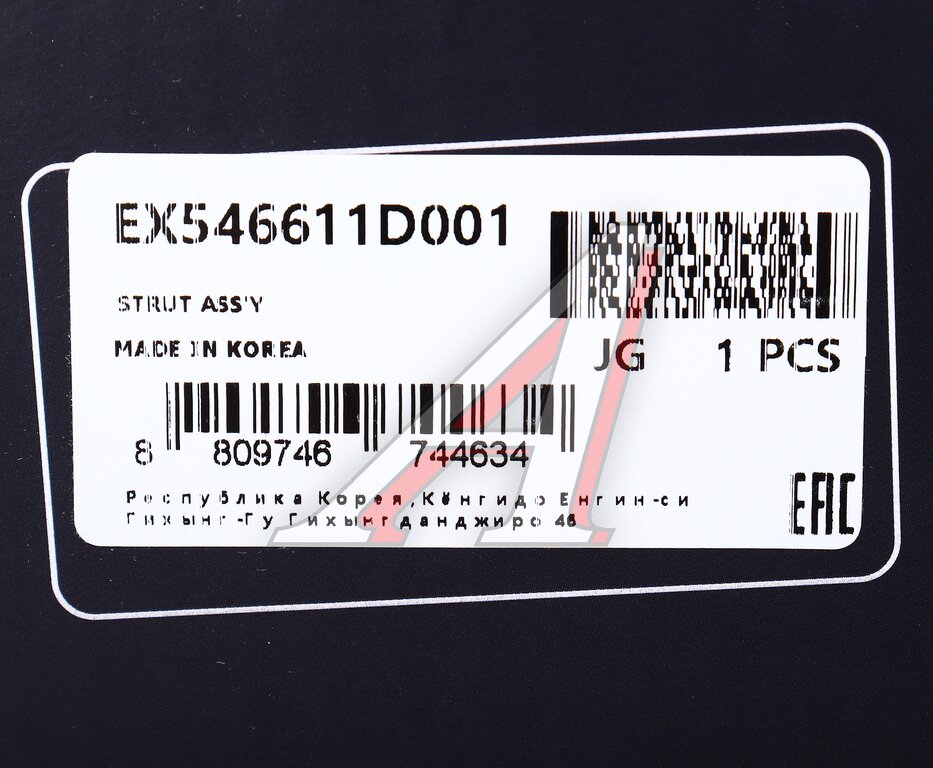 EX546611D001
STRUT ASS'Y
MADE IN KOREA
JG 1 PCS
8 809746 744634
Республика Корея,Кёнгидо Енгин-си
Гихынг-Гу Гихынгданджиро 46
EAC